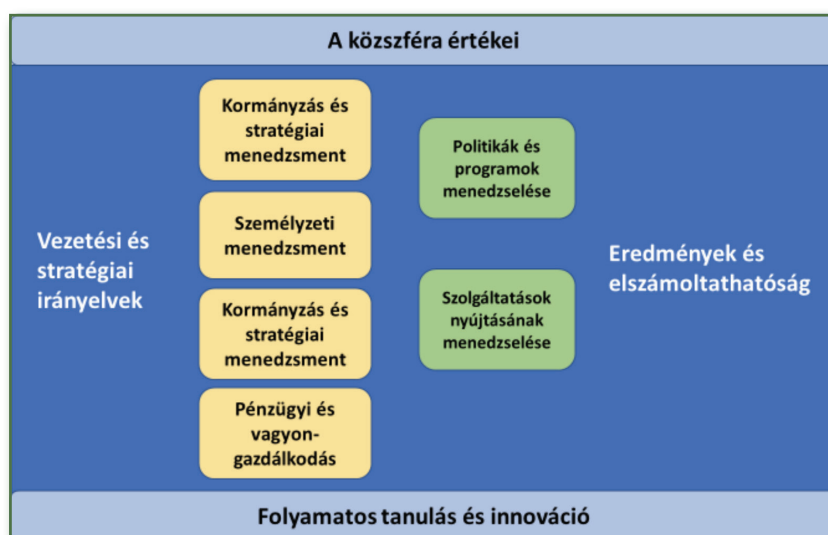 A közszféra értékei
Vezetési és
stratégiai
irányelvek
Kormányzás és
stratégiai
menedzsment
Személyzeti
menedzsment
Kormányzás és
stratégiai
menedzsment
Pénzügyi és
vagyon-
gazdálkodás
Politikák és
programok
menedzselése
Szolgáltatások
nyújtásának
menedzselése
Eredmények és
elszámoltathatóság
Folyamatos tanulás és innováció